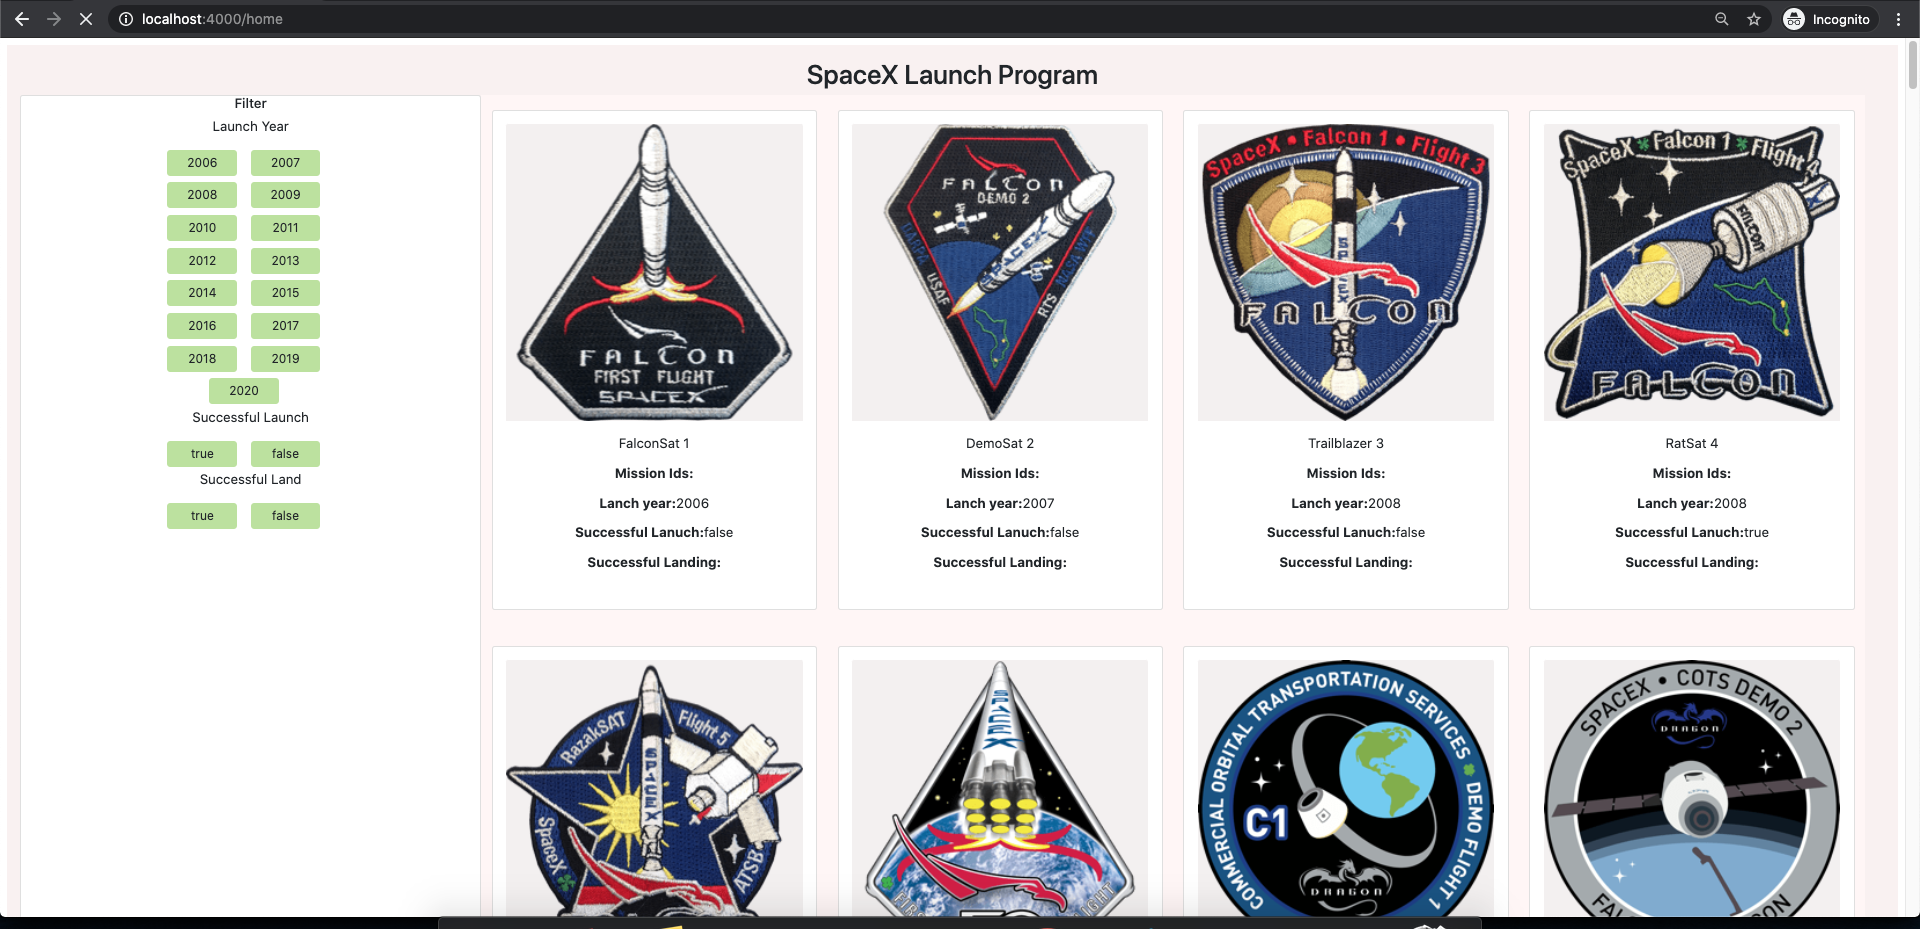 localhost:4000/home
Incognito
SpaceX Launch Program
Filter
Launch Year
2006 2007
2008 2009
2010 2011
2012 2013
2014 2015
2016 2017
2018 2019
2020
Successful Launch
true false
Successful Land
true false
FALCON
FIRST FLIGHT
SPACEX
FalconSat 1
Mission Ids:
Lanch year:2006
Successful Lanuch:false
Successful Landing:
FALCON
DEMO 2
DARPA
USAF
SPACEX
RTS
DemoSat 2
Mission Ids:
Lanch year:2007
Successful Lanuch:false
Successful Landing:
SpaceX • Falcon 1 • Flight 3
SPACEX
FALCON
Trailblazer 3
Mission Ids:
Lanch year:2008
Successful Lanuch:false
Successful Landing:
SpaceX Falcon 1 Flight 4
FALCON
FALCON
RatSat 4
Mission Ids:
Lanch year:2008
Successful Lanuch:true
Successful Landing:
RazakSAT Flight 5
SPACEX
SpaceX
ATSB
SPACEX
COMMERCIAL ORBITAL TRANSPORTATION SERVICES DEMO FLIGHT 1
C1
DRAGON
SPACEX • COTS DEMO 2
DRAGON